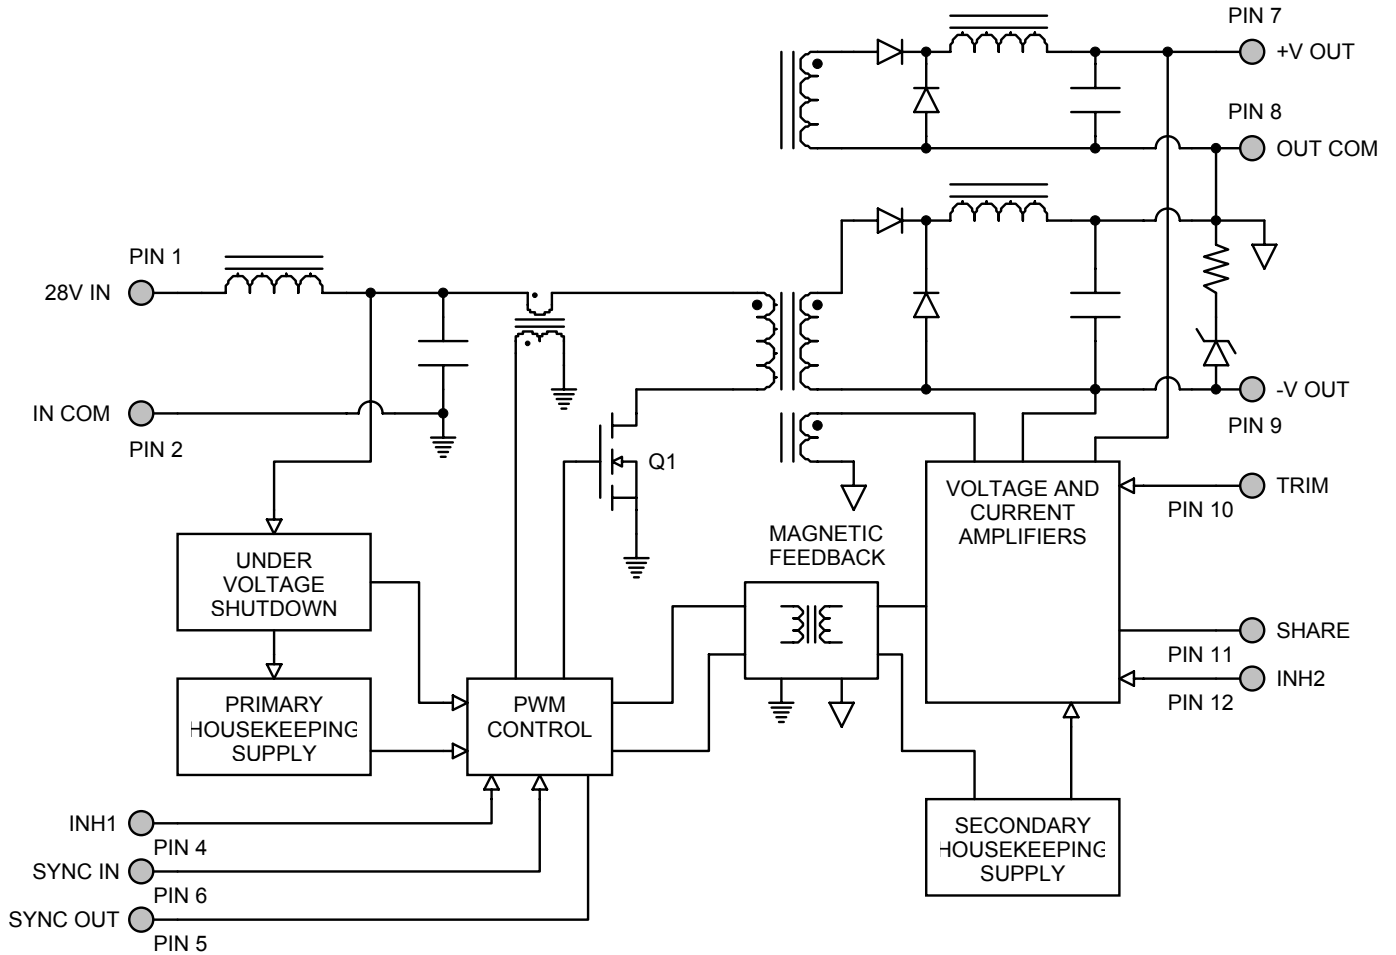 PIN 7
+V OUT
PIN 8
OUT COM
PIN 1
28V IN
IN COM
PIN 2
-V OUT
PIN 9
Q1
VOLTAGE AND
CURRENT
AMPLIFIERS
TRIM
PIN 10
MAGNETIC
FEEDBACK
UNDER
VOLTAGE
SHUTDOWN
SHARE
PIN 11
INH2
PIN 12
PRIMARY
HOUSEKEEPING
SUPPLY
PWM
CONTROL
INH1
PIN 4
SYNC IN
PIN 6
SYNC OUT
PIN 5
SECONDARY
HOUSEKEEPING
SUPPLY